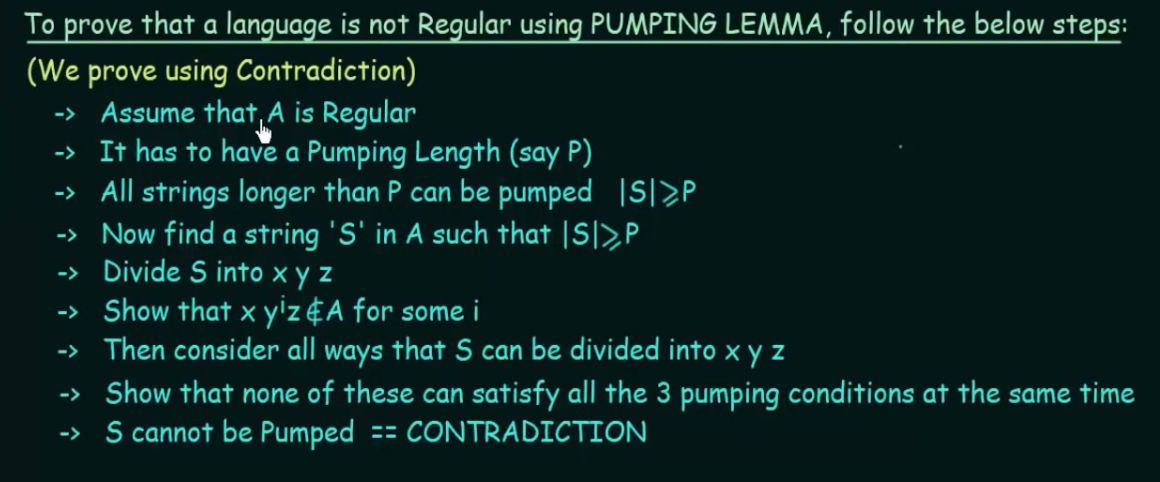 To prove that a language is not Regular using PUMPING LEMMA, follow the below steps:
(We prove using Contradiction)
-> Assume that A is Regular
-> It has to have a Pumping Length (say P)
-> All strings longer than P can be pumped |S|⩾P
-> Now find a string 'S' in A such that |S|⩾P
-> Divide S into x y z
-> Show that x yⁱz ∉A for some i
-> Then consider all ways that S can be divided into x y z
-> Show that none of these can satisfy all the 3 pumping conditions at the same time
-> S cannot be Pumped == CONTRADICTION